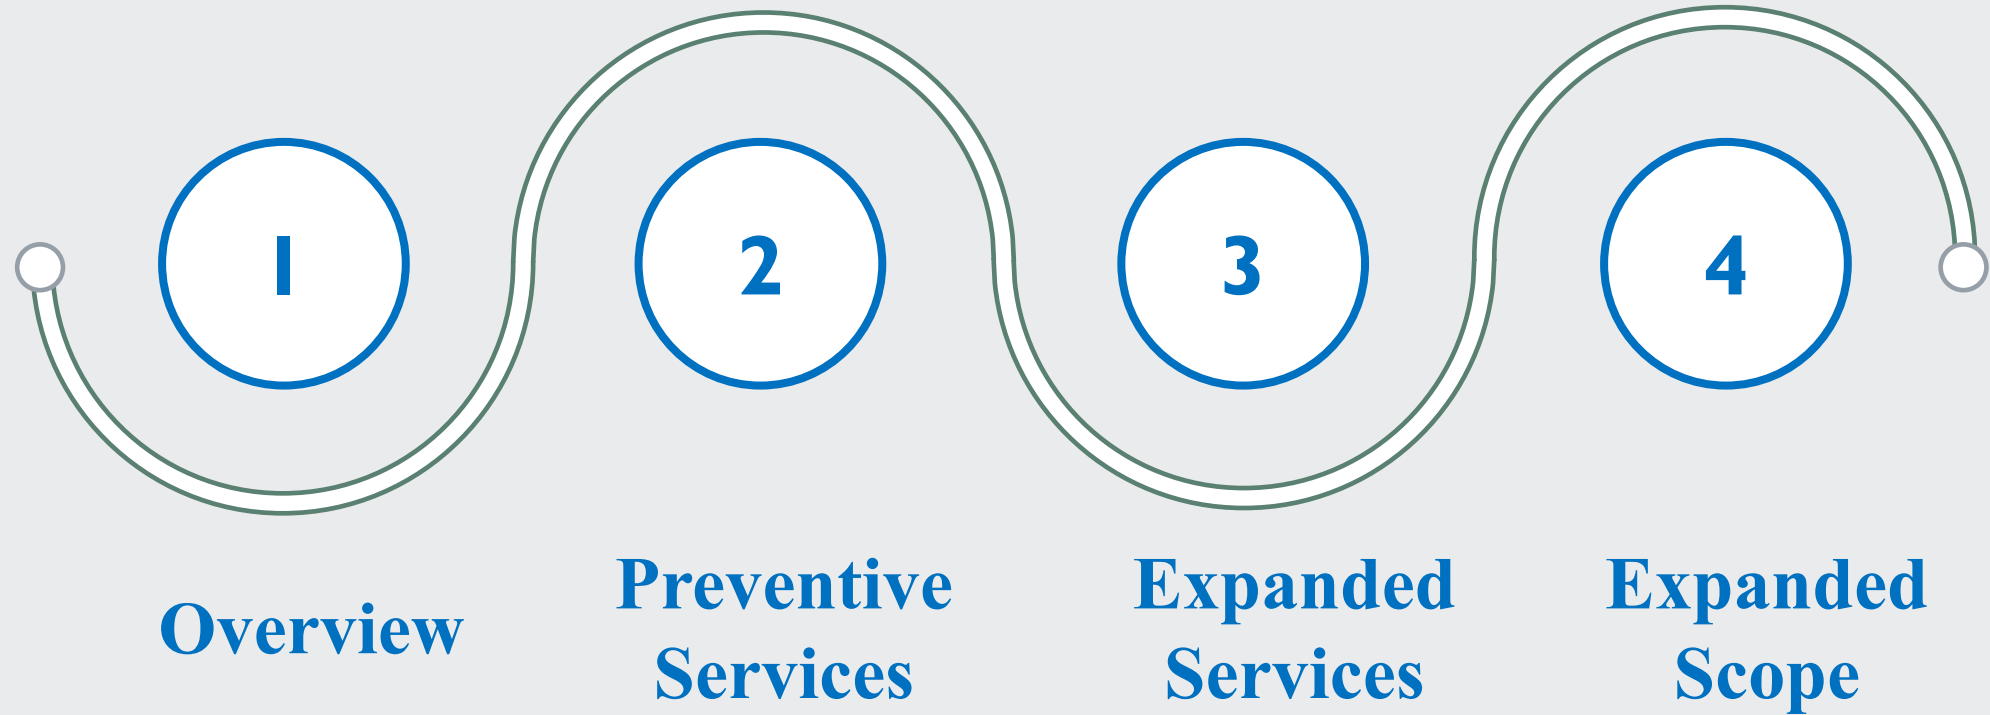 1
2
3
4
Overview
Preventive
Services
Expanded
Services
Expanded
Scope